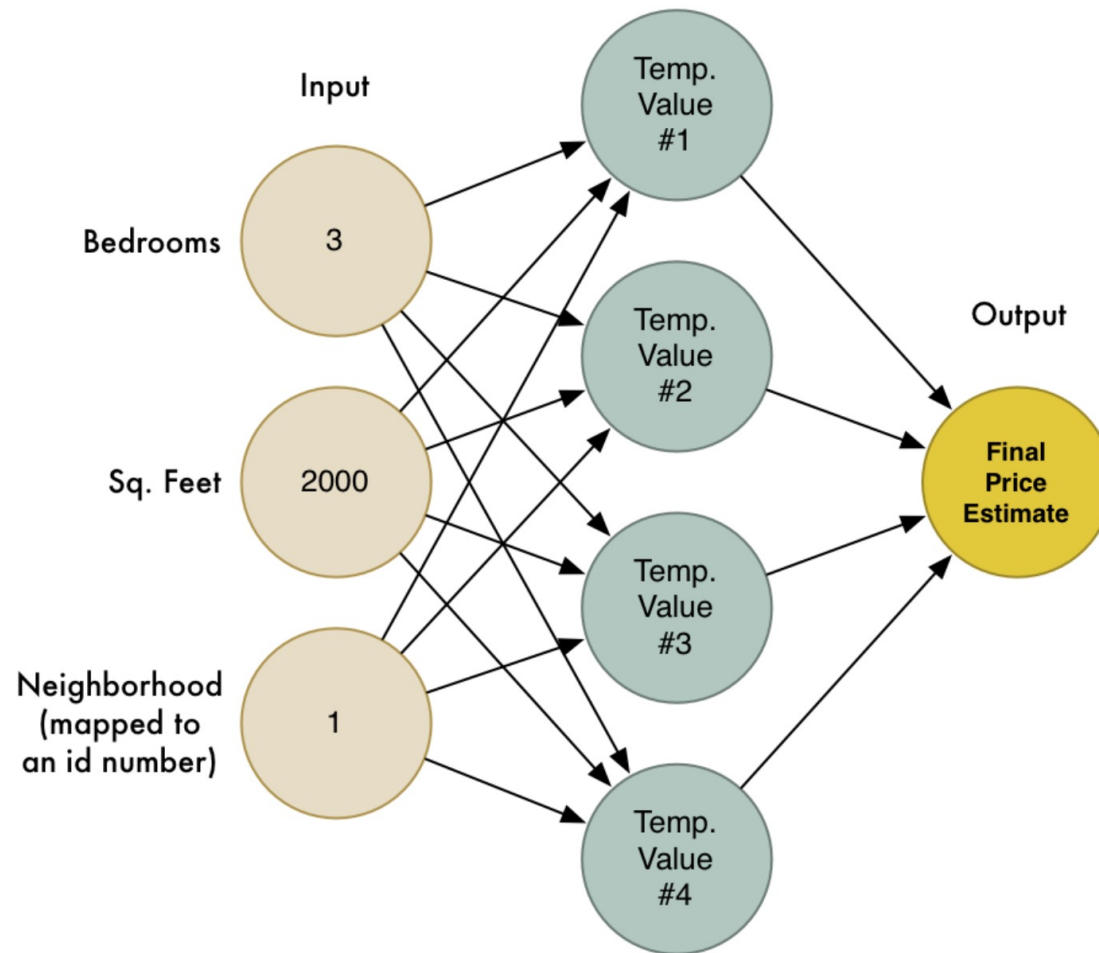 Input
Bedrooms
3
Sq. Feet
2000
Neighborhood
(mapped to
an id number)
1
Temp.
Value
#1
Temp.
Value
#2
Temp.
Value
#3
Temp.
Value
#4
Output
Final
Price
Estimate